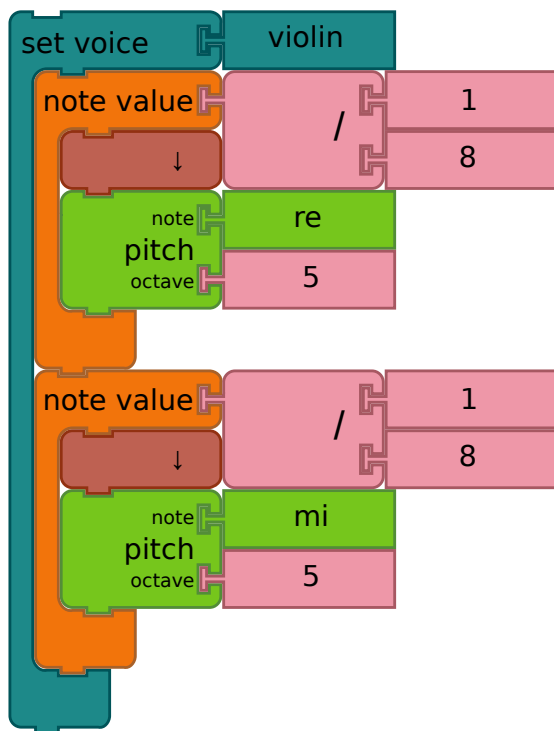 set voice violin
note value / 1
8
↓
note re
pitch
octave 5
note value / 1
8
↓
note mi
pitch
octave 5